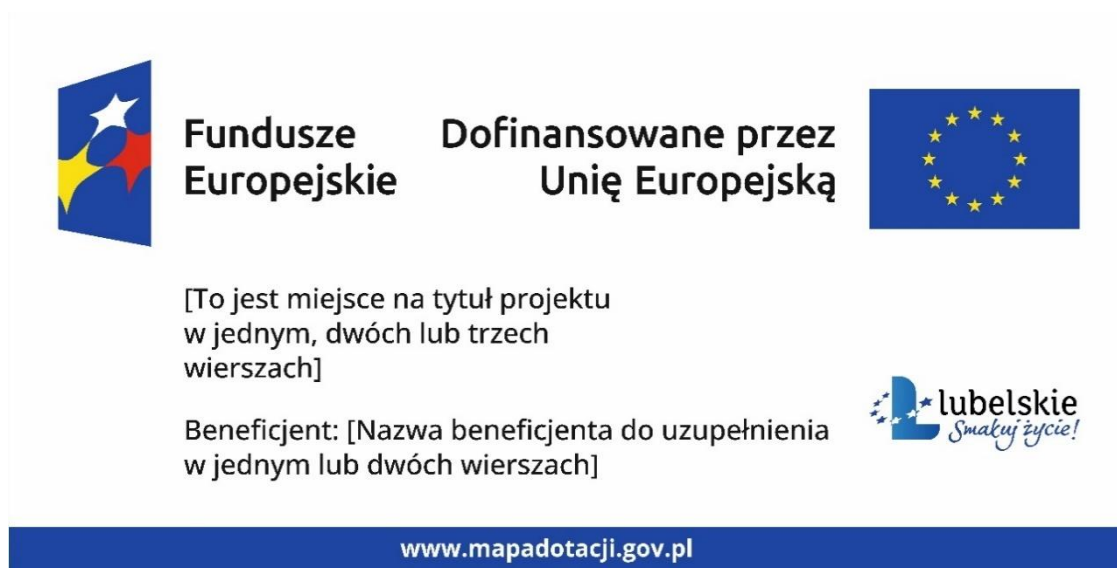 Fundusze
Europejskie
Dofinansowane przez
Unię Europejską
[To jest miejsce na tytuł projektu
w jednym, dwóch lub trzech
wierszach]
Beneficjent: [Nazwa beneficjenta do uzupełnienia
w jednym lub dwóch wierszach]
lubelskie
Smakuj życie!
www.mapadotacji.gov.pl